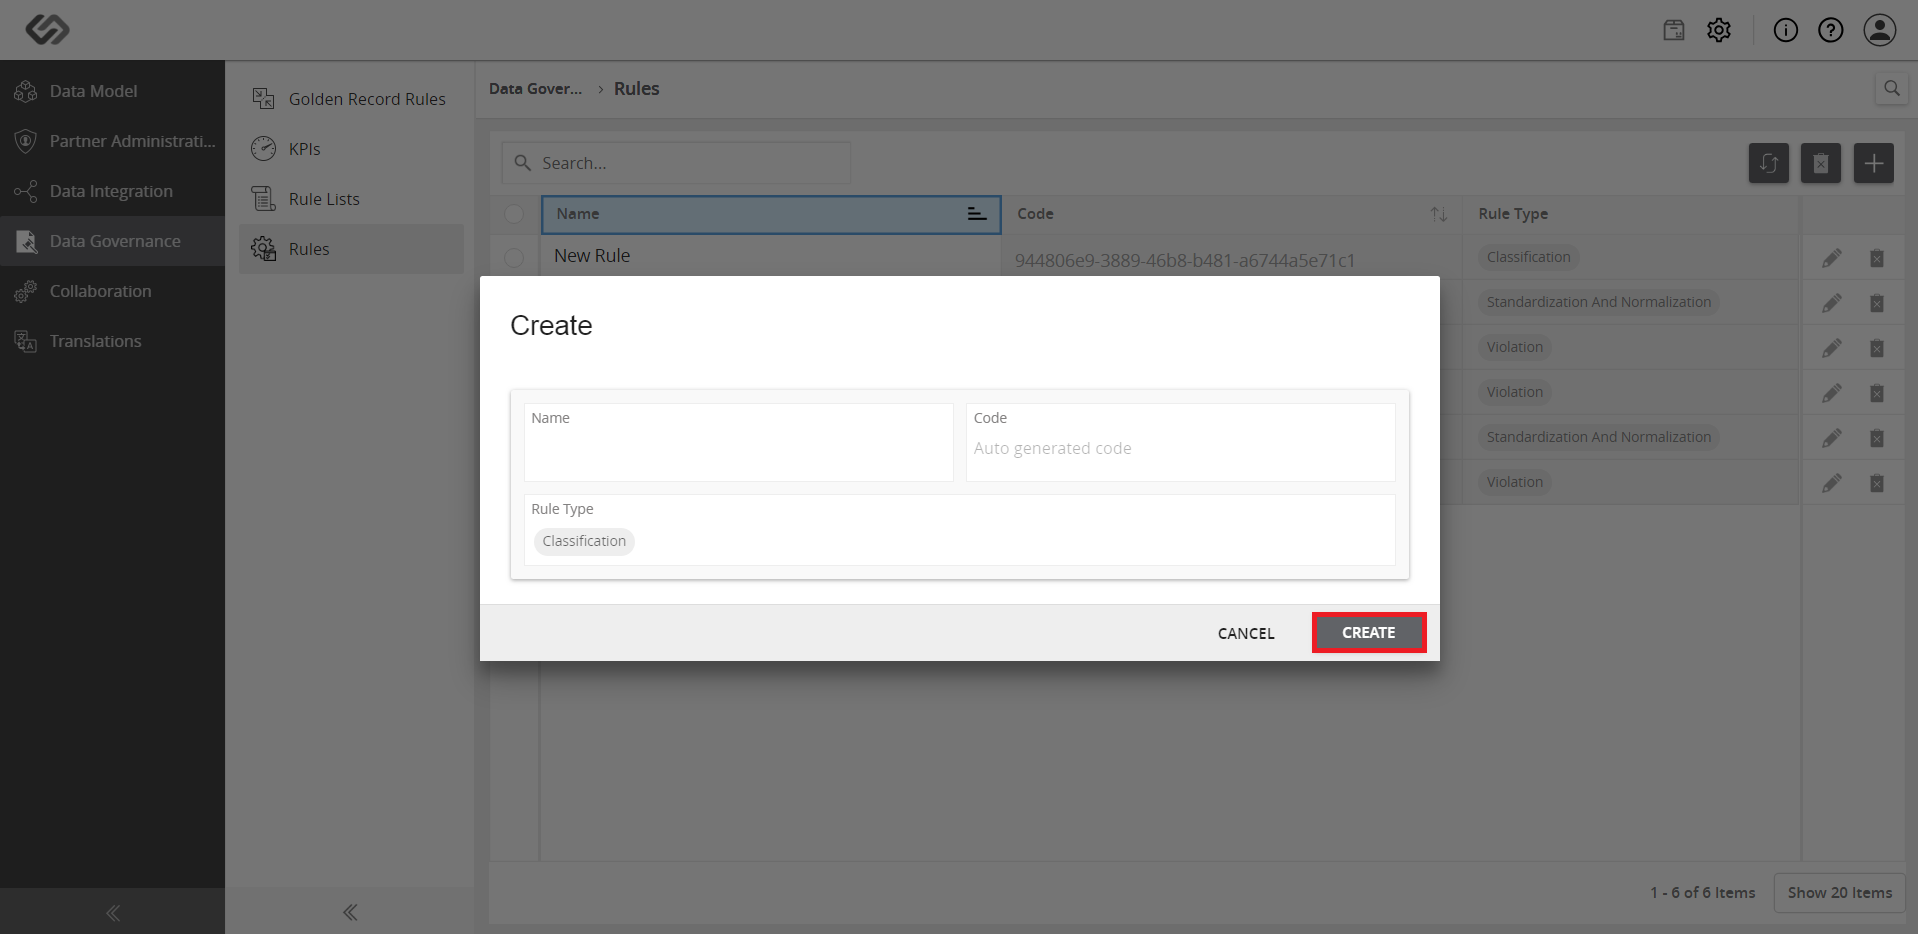 Data Model
Partner Administrati...
Data Integration
Data Governance
Collaboration
Translations
Golden Record Rules
KPIs
Rule Lists
Rules
Data Gover... › Rules
Search...
Name Code Rule Type
New Rule 944806e9-3889-46b8-b481-a6744a5e71c1 Classification
Standardization And Normalization
Violation
Violation
Standardization And Normalization
Violation
Create
Name
Code
Auto generated code
Rule Type
Classification
CANCEL CREATE
1 - 6 of 6 Items Show 20 Items